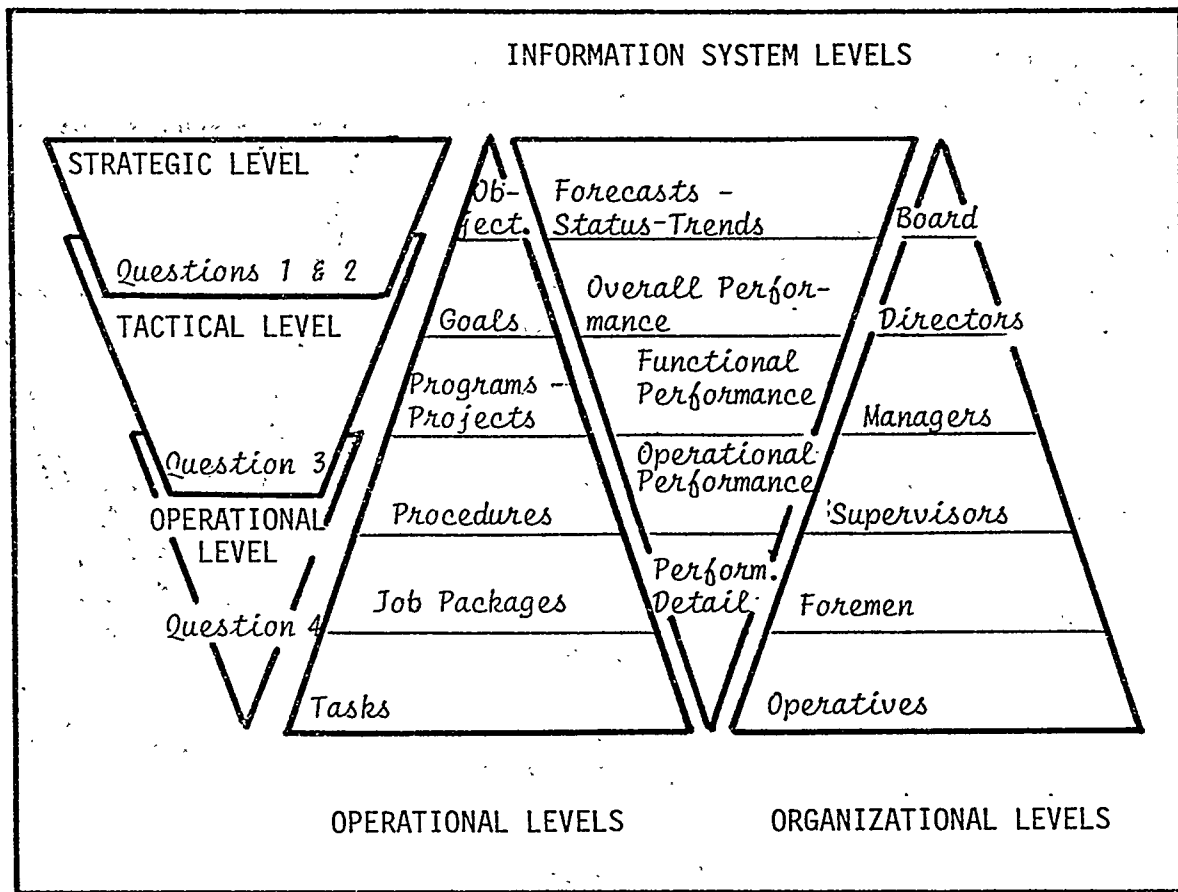 INFORMATION SYSTEM LEVELS
STRATEGIC LEVEL
Questions 1 & 2
TACTICAL LEVEL
Question 3
OPERATIONAL
LEVEL
Question 4
Ob-
ject.
Goals
Programs -
Projects
Procedures
Job Packages
Tasks
Forecasts -
Status-Trends
Overall Perfor-
mance
Functional
Performance
Operational
Performance
Perform.
Detail
Board
Directors
Managers
Supervisors
Foremen
Operatives
OPERATIONAL LEVELS
ORGANIZATIONAL LEVELS